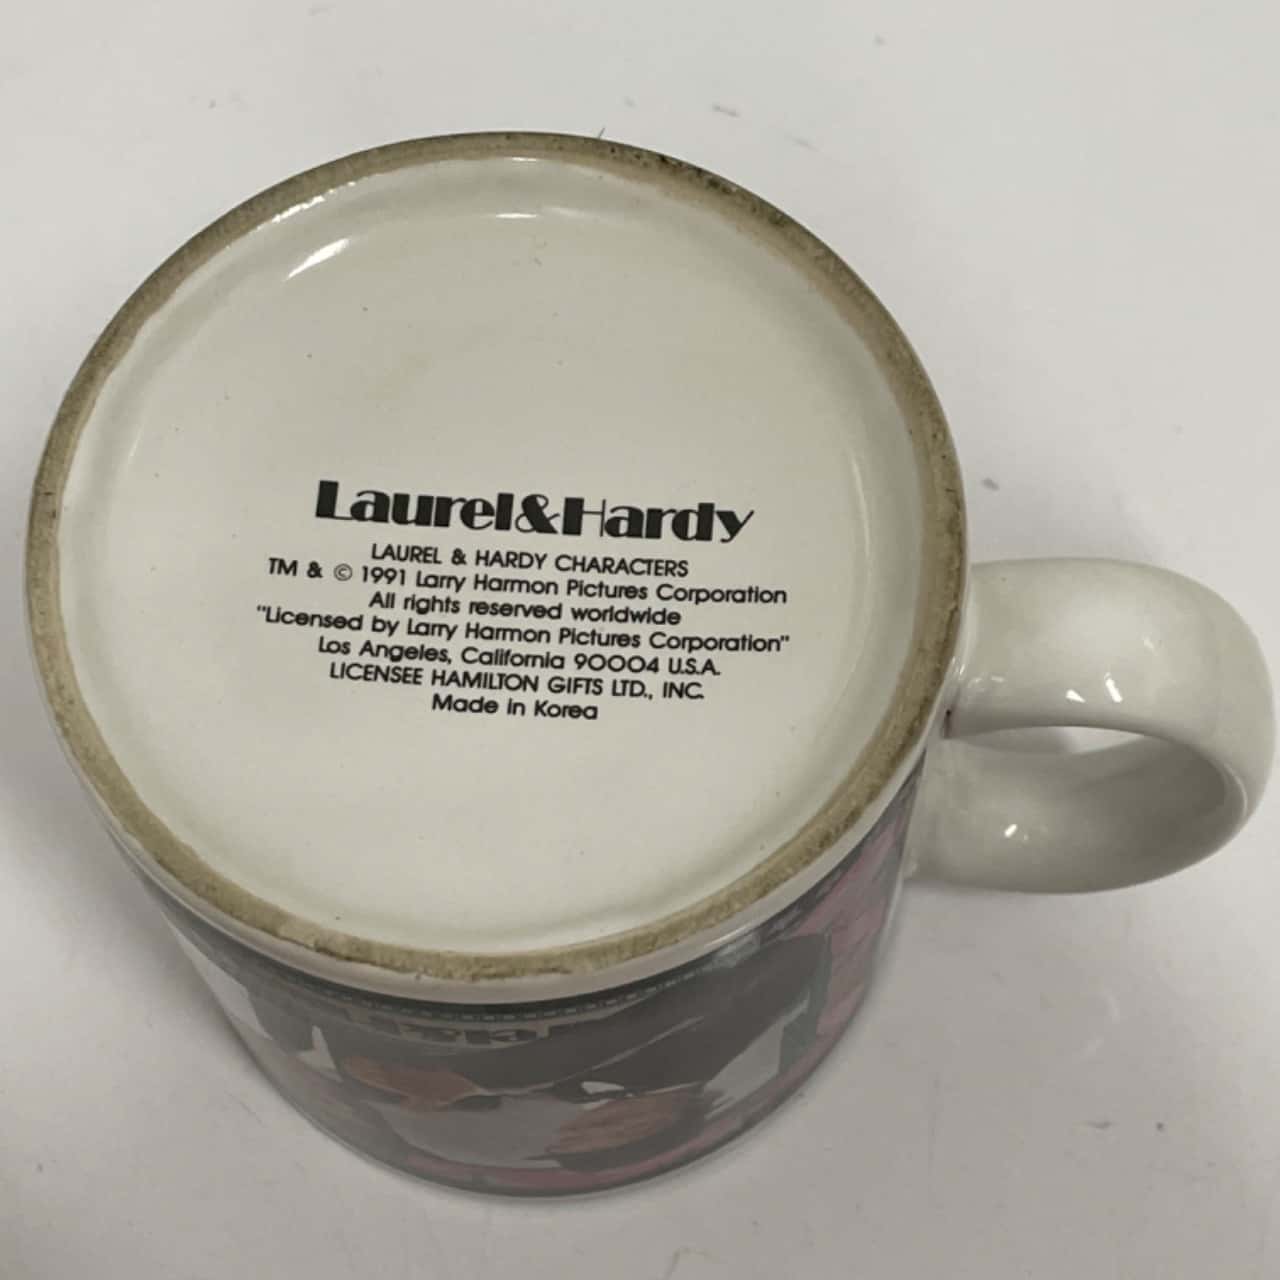 Laurel&Hardy
LAUREL & HARDY CHARACTERS
TM & © 1991 Larry Harmon Pictures Corporation
All rights reserved worldwide
"Licensed by Larry Harmon Pictures Corporation"
Los Angeles, California 90004 U.S.A.
LICENSEE HAMILTON GIFTS LTD., INC.
Made in Korea